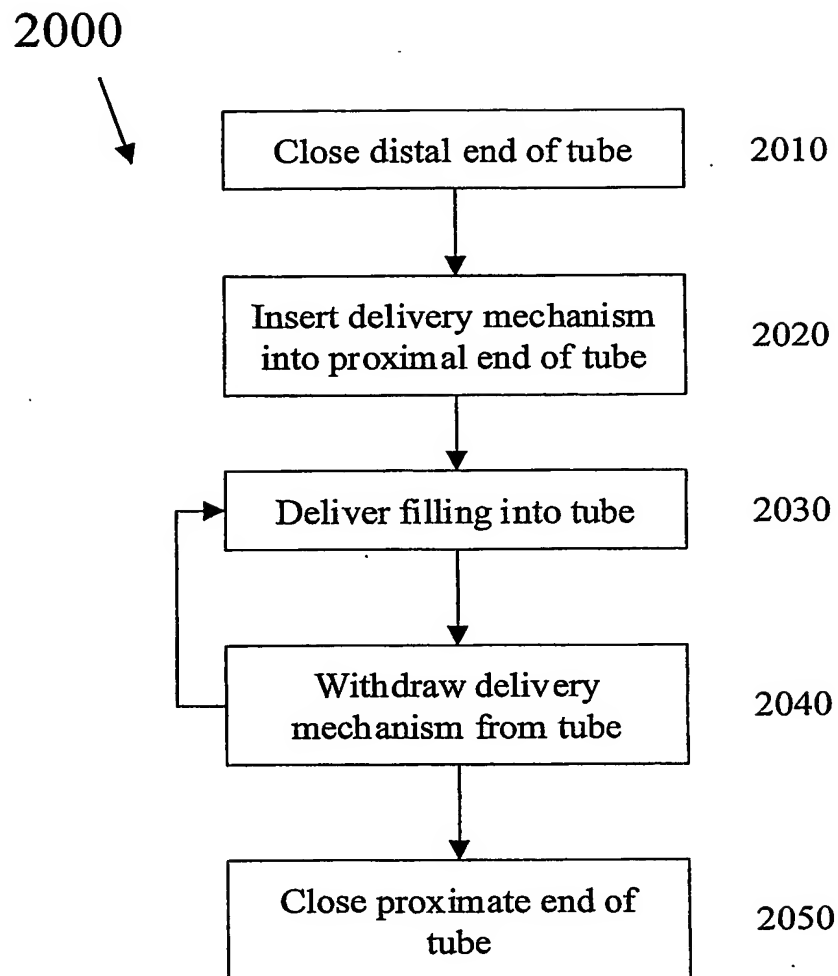 2000
Close distal end of tube
2010
Insert delivery mechanism
into proximal end of tube
2020
Deliver filling into tube
2030
Withdraw delivery
mechanism from tube
2040
Close proximate end of
tube
2050